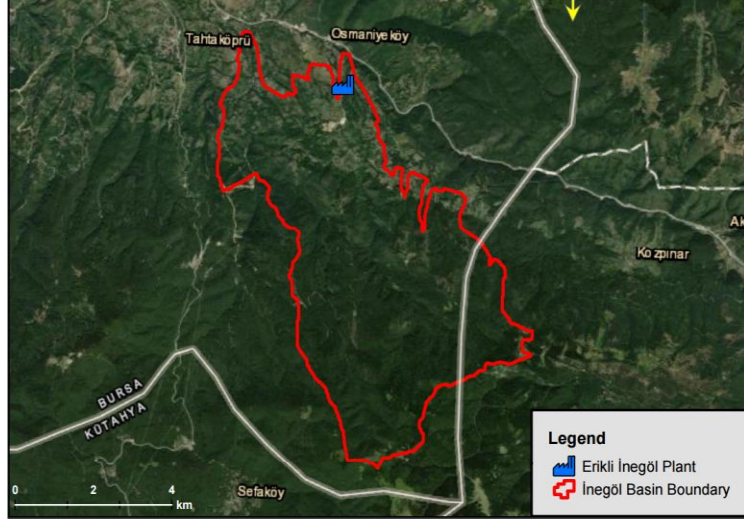 Tahtaköprü
Osmaniyeköy
Kozpınar
BURSA
KÜTAHYA
Sefaköy
0 2 4
km
Legend
Erikli İnegöl Plant
İnegöl Basin Boundary